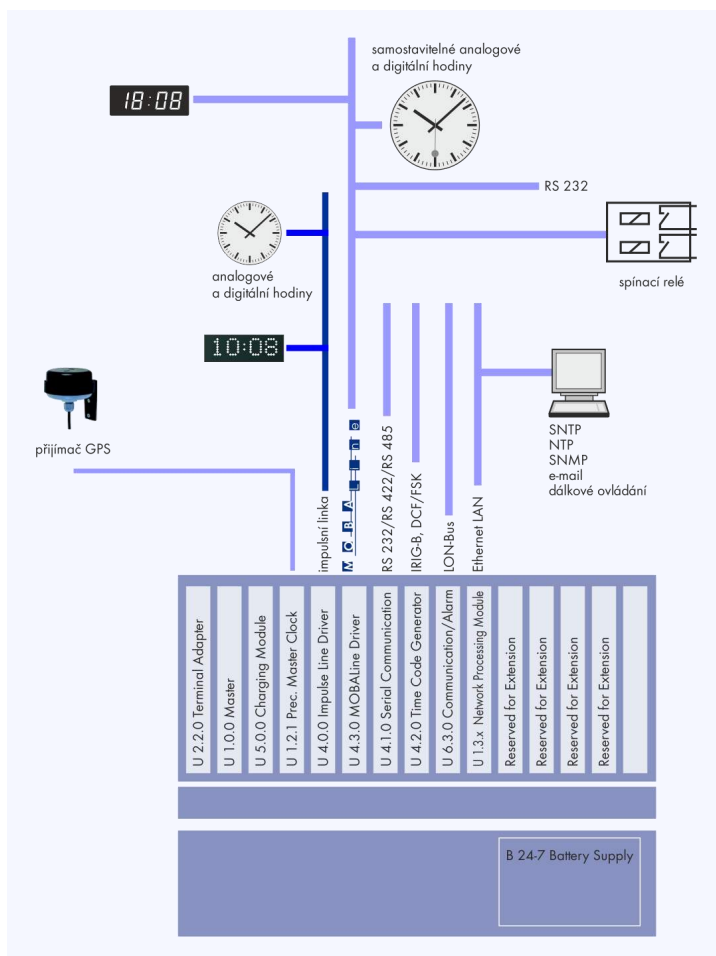 samostavitelné analogové
a digitální hodiny
18:08
RS 232
analogové
a digitální hodiny
spínací relé
10:08
přijímač GPS
SNTP
NTP
SNMP
e-mail
dálkové ovládání
impulsní linka
MOBALine
RS 232/RS 422/RS 485
IRIG-B, DCF/FSK
LON-Bus
Ethernet LAN
U 2.2.0 Terminal Adapter
U 1.0.0 Master
U 5.0.0 Charging Module
U 1.2.1 Prec. Master Clock
U 4.0.0 Impulse Line Driver
U 4.3.0 MOBALine Driver
U 4.1.0 Serial Communication
U 4.2.0 Time Code Generator
U 6.3.0 Communication/Alarm
U 1.3.x Network Processing Module
Reserved for Extension
Reserved for Extension
Reserved for Extension
Reserved for Extension
B 24-7 Battery Supply